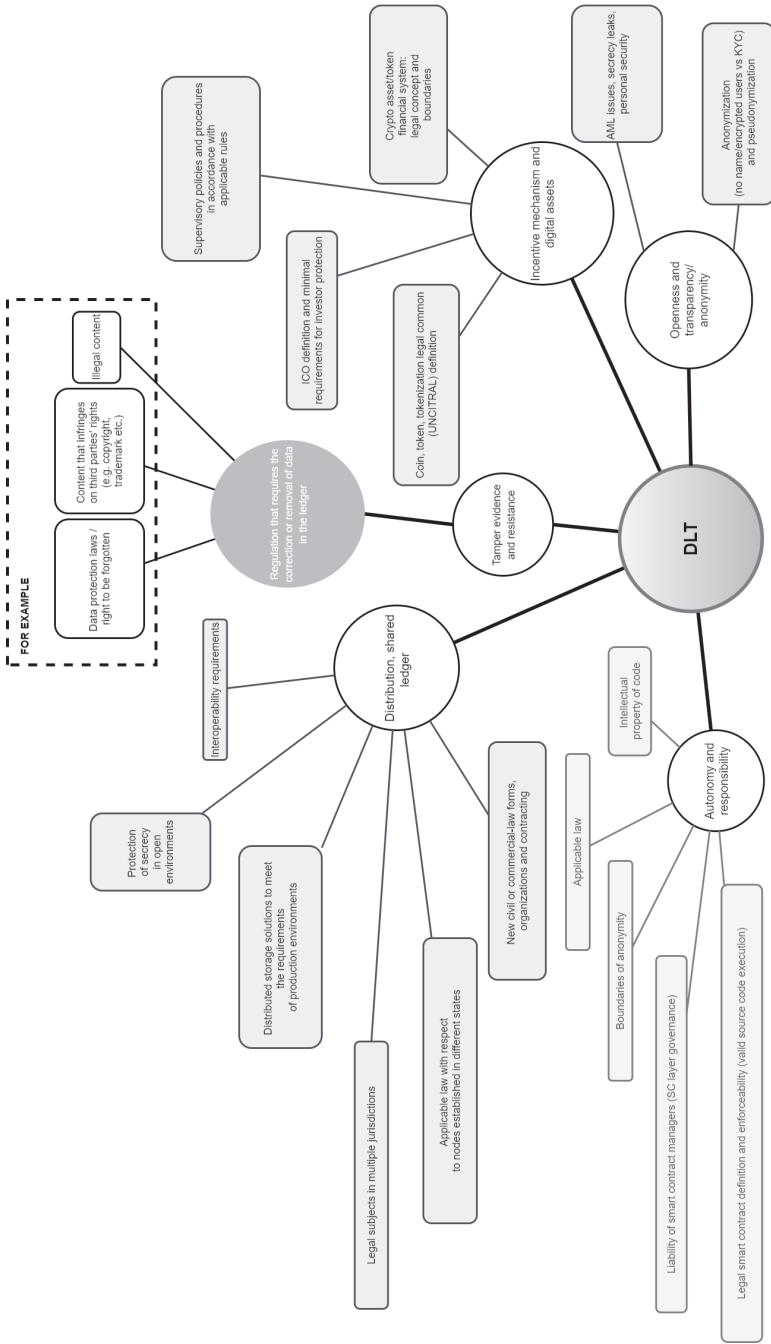 FOR EXAMPLE
Data protection laws /
right to be forgotten
Content that infringes
on third parties' rights
(e.g. copyright,
trademark etc.)
Illegal content
Regulation that requires the
correction or removal of data
in the ledger
Supervisory policies and procedures
in accordance with
applicable rules
Crypto asset/token
financial system:
legal concept and
boundaries
ICO definition and minimal
requirements for investor protection
Coin, token, tokenization legal common
(UNCITRAL) definition
Incentive mechanism and
digital assets
AML issues, secrecy leaks,
personal security
Anonymization
(no name/encrypted users vs KYC)
and pseudonymization
Openness and
transparency/
anonymity
Tamper evidence
and resistance
DLT
Distribution, shared
ledger
Interoperability requirements
Protection
of secrecy
in open
environments
Distributed storage solutions to meet
the requirements
of production environments
Legal subjects in multiple jurisdictions
Applicable law with respect
to nodes established in different states
New civil or commercial-law forms,
organizations and contracting
Autonomy and
responsibility
Intellectual
property of code
Applicable law
Boundaries of anonymity
Liability of smart contract managers (SC layer governance)
Legal smart contract definition and enforceability (valid source code execution)